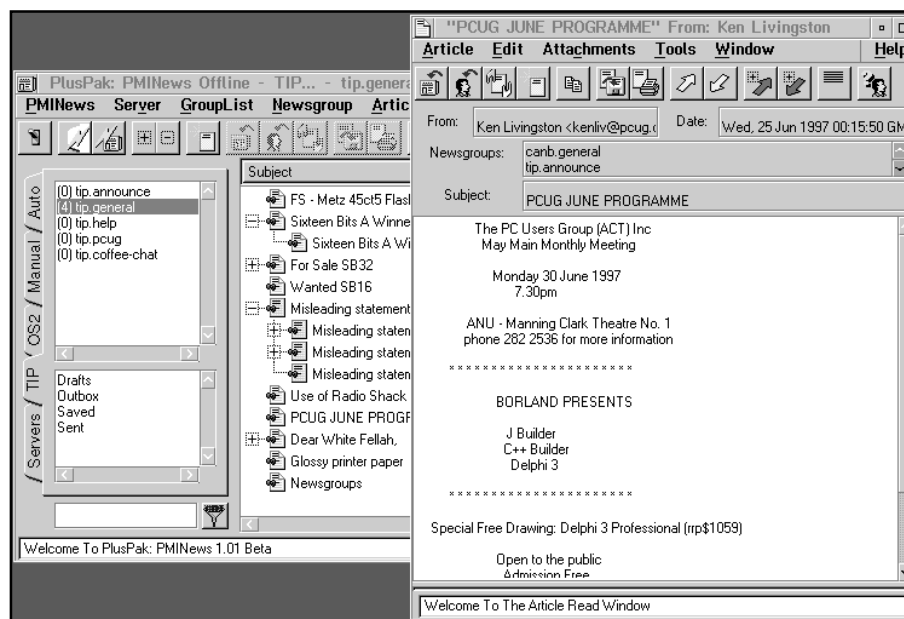 PlusPak: PMINews Offline - TIP... - tip.genera
PMINews Server GroupList Newsgroup Artic
Servers / TIP / OS2 / Manual / Auto
(0) tip.announce
(4) tip.general
(0) tip.help
(0) tip.pcug
(0) tip.coffee-chat
Drafts
Outbox
Saved
Sent
Subject
FS - Metz 45ct5 Flasl
Sixteen Bits A Winne
Sixteen Bits A Wi
For Sale SB32
Wanted SB16
Misleading statement
Misleading staten
Misleading staten
Misleading staten
Use of Radio Shack
PCUG JUNE PROGF
Dear White Fellah,
Glossy printer paper
Newsgroups
Welcome To PlusPak: PMINews 1.01 Beta
"PCUG JUNE PROGRAMME" From: Ken Livingston
Article Edit Attachments Tools Window Help
From: Ken Livingston <kenliv@pcug.c Date: Wed, 25 Jun 1997 00:15:50 GM
Newsgroups: canb.general
tip.announce
Subject: PCUG JUNE PROGRAMME
The PC Users Group (ACT) Inc
May Main Monthly Meeting
Monday 30 June 1997
7.30pm
ANU - Manning Clark Theatre No. 1
phone 282 2536 for more information
* * * * * * * * * * * * * * * * * * * * * * *
BORLAND PRESENTS
J Builder
C++ Builder
Delphi 3
* * * * * * * * * * * * * * * * * * * * * * *
Special Free Drawing: Delphi 3 Professional (rrp$1059)
Open to the public
Admission Free
Welcome To The Article Read Window